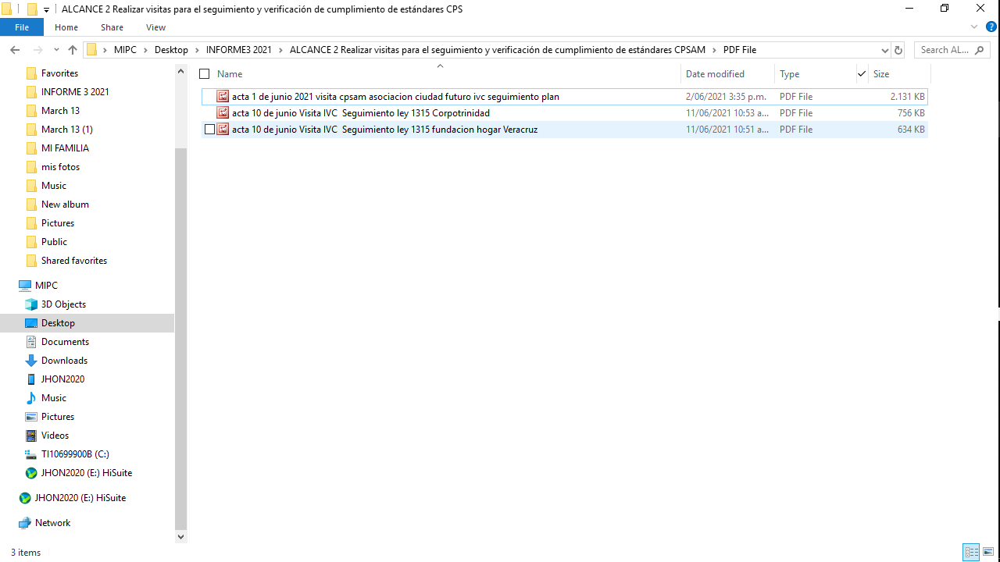 ALCANCE 2 Realizar visitas para el seguimiento y verificación de cumplimiento de estándares CPS
File Home Share View
MIPC Desktop INFORME3 2021 ALCANCE 2 Realizar visitas para el seguimiento y verificación de cumplimiento de estándares CPSAM PDF File Search AL...
Name Date modified Type Size
acta 1 de junio 2021 visita cpsam asociacion ciudad futuro ivc seguimiento plan 2/06/2021 3:35 p.m. PDF File 2.131 KB
acta 10 de junio Visita IVC  Seguimiento ley 1315 Corpotrinidad 11/06/2021 10:53 a... PDF File 756 KB
acta 10 de junio Visita IVC  Seguimiento ley 1315 fundacion hogar Veracruz 11/06/2021 10:51 a... PDF File 634 KB
Favorites
INFORME 3 2021
March 13
March 13 (1)
MI FAMILIA
mis fotos
Music
New album
Pictures
Public
Shared favorites
MIPC
3D Objects
Desktop
Documents
Downloads
JHON2020
Music
Pictures
Videos
TI10699900B (C:)
JHON2020 (E:) HiSuite
JHON2020 (E:) HiSuite
Network
3 items